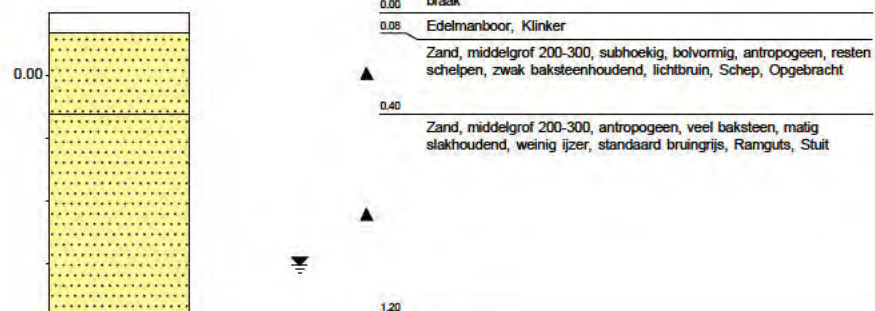 0.00 braak
0.08 Edelmanboor, Klinker
Zand, middelgrof 200-300, subhoekig, bolvormig, antropogeen, resten
schelpen, zwak baksteenhoudend, lichtbruin, Schep, Opgebracht
0.00
0.40
Zand, middelgrof 200-300, antropogeen, veel baksteen, matig
slakhoudend, weinig ijzer, standaard bruingrijs, Ramguts, Stuit
1.20